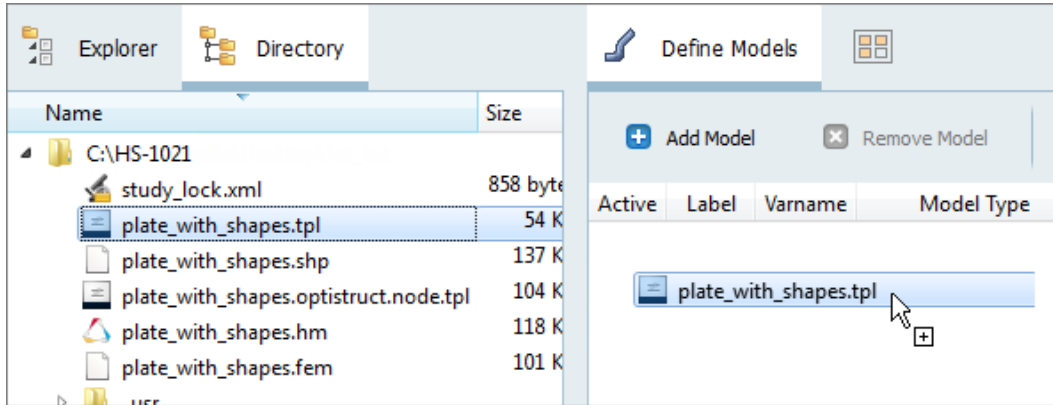 Explorer
Directory
Define Models
Name
Size
Add Model
Remove Model
C:\HS-1021
study_lock.xml
858 byte
Active
Label
Varname
Model Type
plate_with_shapes.tpl
54 K
plate_with_shapes.shp
137 K
plate_with_shapes.tpl
plate_with_shapes.optistruct.node.tpl
104 K
plate_with_shapes.hm
118 K
plate_with_shapes.fem
101 K